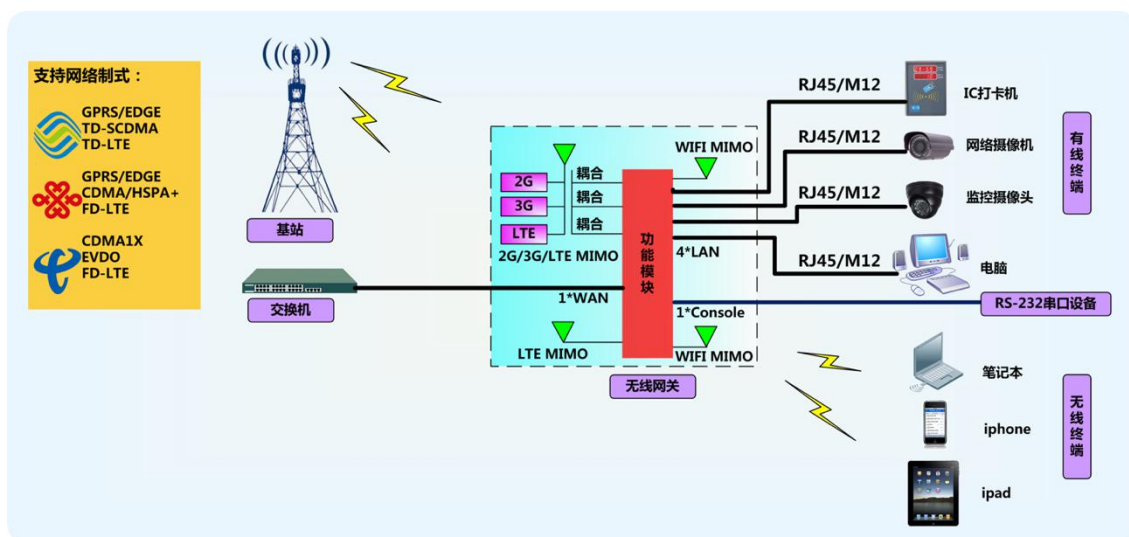 支持网络制式：
GPRS/EDGE
TD-SCDMA
TD-LTE
GPRS/EDGE
CDMA/HSPA+
FD-LTE
CDMA1X
EVDO
FD-LTE
基站
交换机
2G
3G
LTE
耦合
耦合
耦合
2G/3G/LTE MIMO
WIFI MIMO
功能模块
4*LAN
1*WAN
1*Console
LTE MIMO
WIFI MIMO
无线网关
RJ45/M12
IC打卡机
RJ45/M12
网络摄像机
RJ45/M12
监控摄像头
RJ45/M12
电脑
有线终端
RS-232串口设备
笔记本
iphone
ipad
无线终端